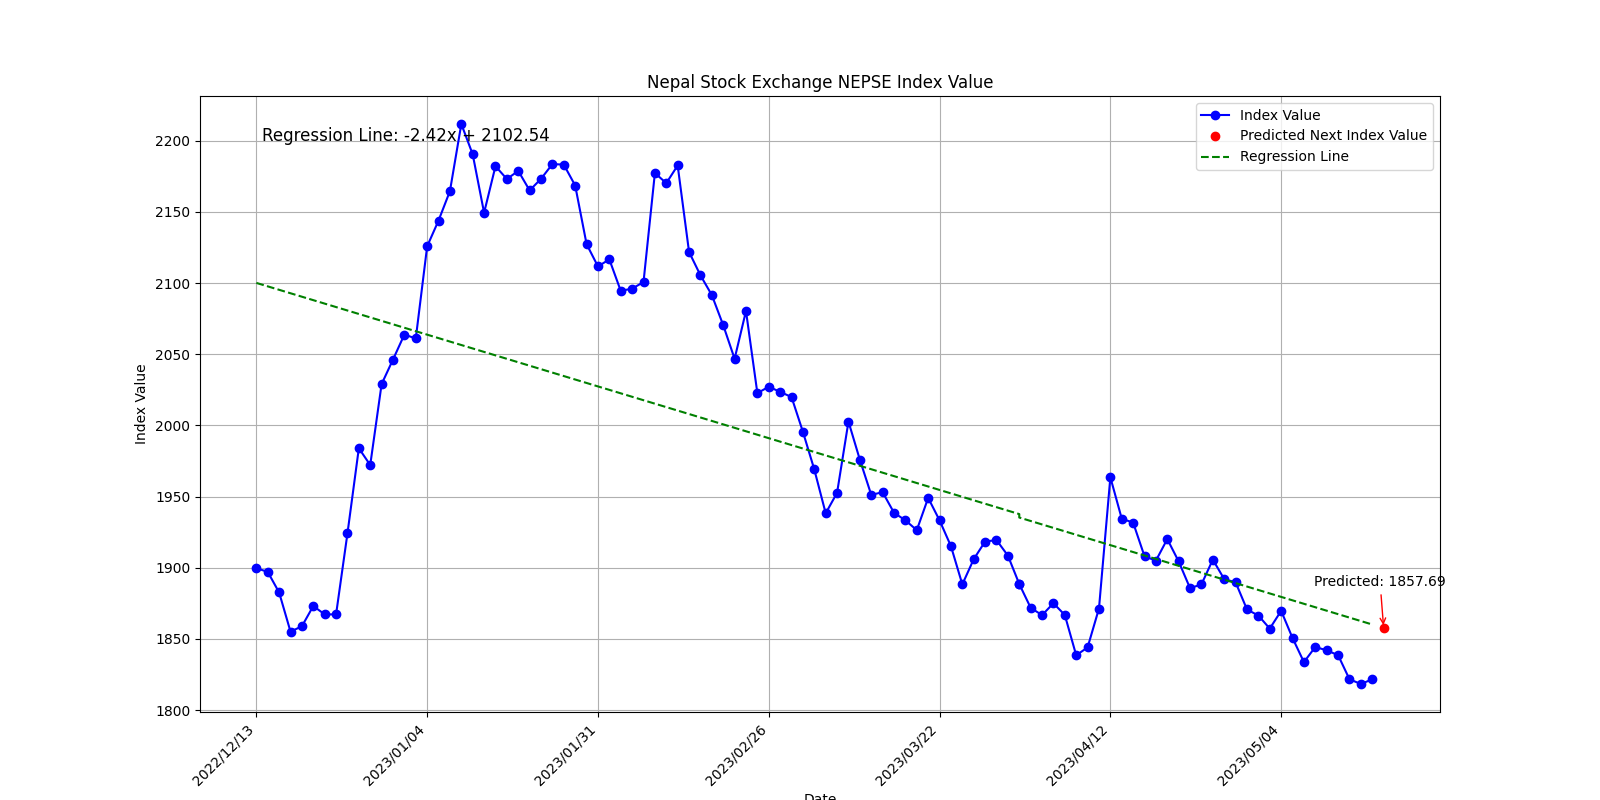 Nepal Stock Exchange NEPSE Index Value
Regression Line: -2.42x + 2102.54
Index Value
Predicted Next Index Value
Regression Line
2200
2150
2100
2050
2000
1950
1900
1850
1800
Index Value
Predicted: 1857.69
2022/12/13
2023/01/04
2023/01/31
2023/02/26
2023/03/22
2023/04/12
2023/05/04
Date